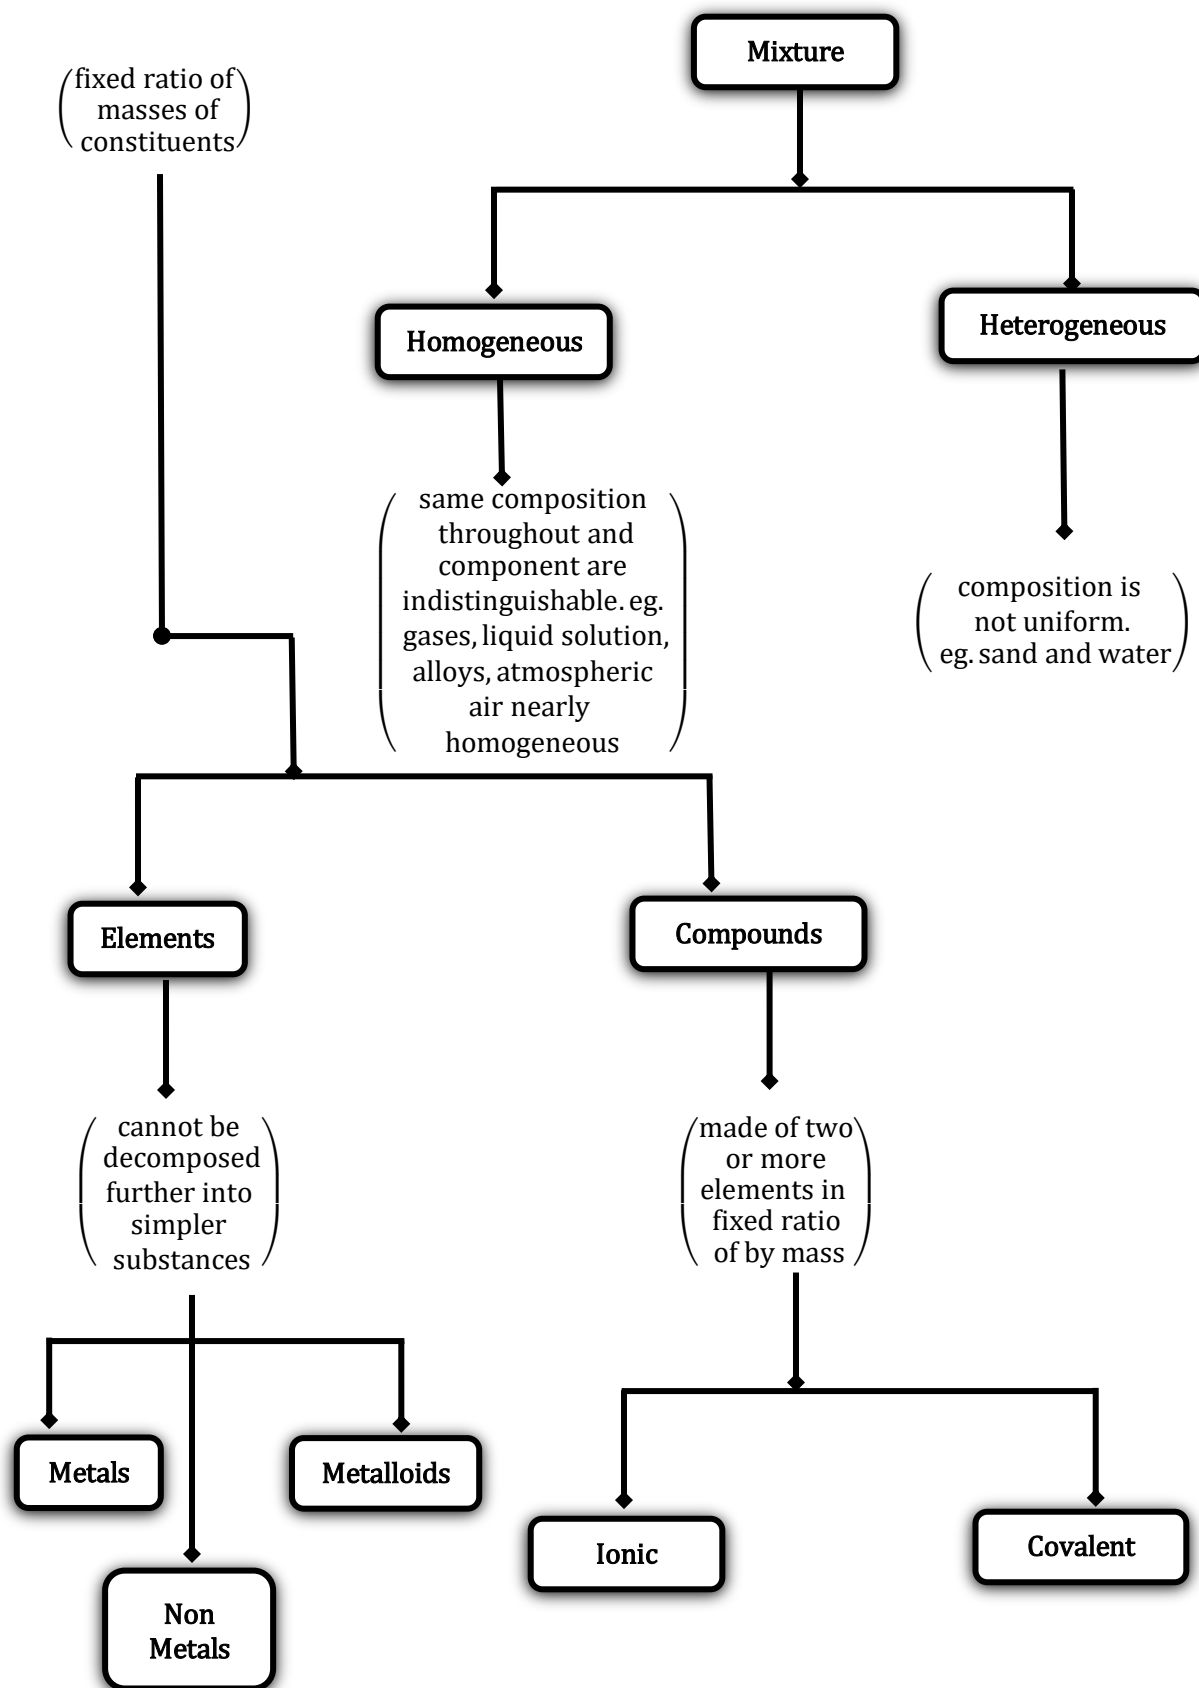 Mixture
fixed ratio of
masses of
constituents
Homogeneous
Heterogeneous
same composition
throughout and
component are
indistinguishable. eg.
gases, liquid solution,
alloys, atmospheric
air nearly
homogeneous
composition is
not uniform.
eg. sand and water
Elements
Compounds
cannot be
decomposed
further into
simpler
substances
made of two
or more
elements in
fixed ratio
of by mass
Metals
Metalloids
Non
Metals
Ionic
Covalent